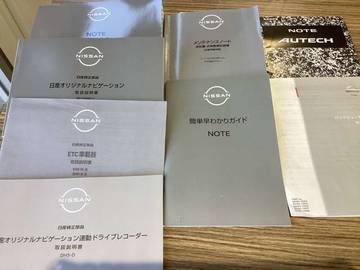 NISSAN
NOTE
NISSAN
日産純正部品
日産オリジナルナビゲーション
取扱説明書
NISSAN
日産純正部品
ETC車載器
取扱説明書
NISSAN
日産純正部品
産オリジナルナビゲーション連動ドライブレコーダー
取扱説明書
DH5-D
NISSAN
メンテナンスノート
NISSAN
簡単早わかりガイド
NOTE
NOTE
AUTECH